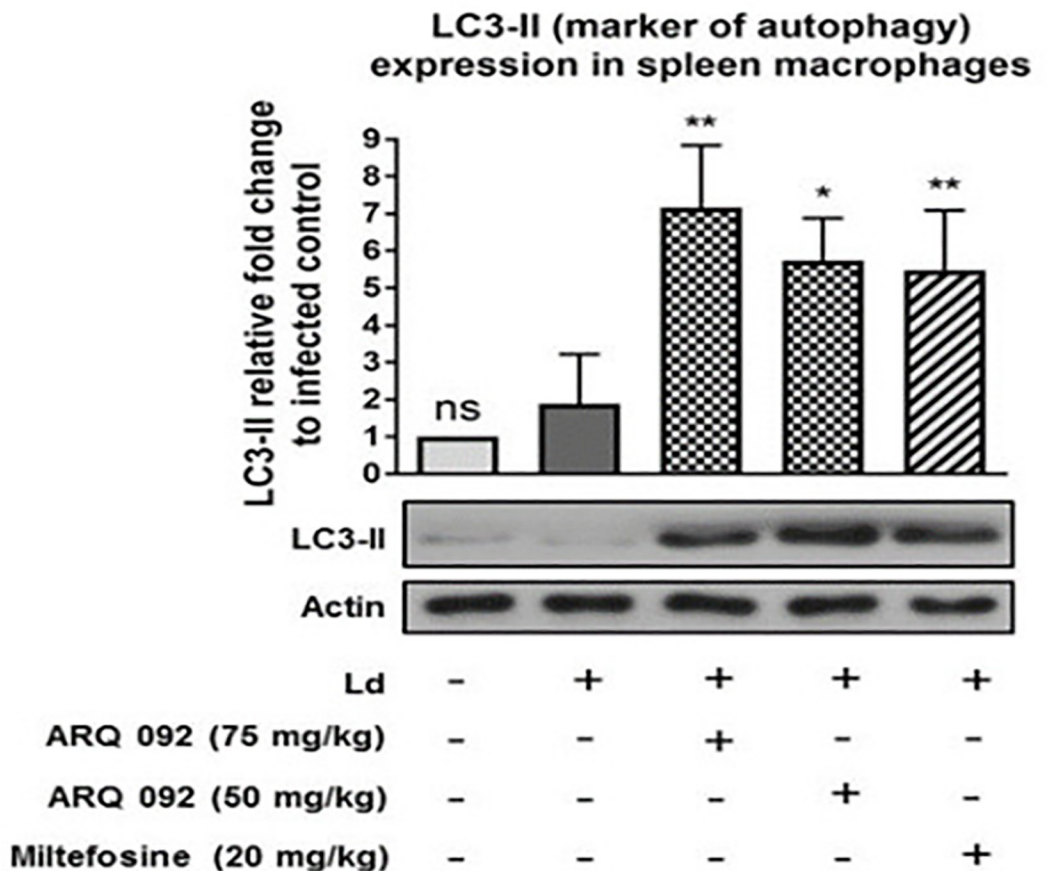 LC3-II (marker of autophagy)
expression in spleen macrophages
LC3-II relative fold change
to infected control
9
8
7
6
5
4
3
2
1
0
ns
**
*
**
LC3-II
Actin
Ld - + + + +
ARQ 092 (75 mg/kg) - - + - -
ARQ 092 (50 mg/kg) - - - + -
Miltefosine (20 mg/kg) - - - - +